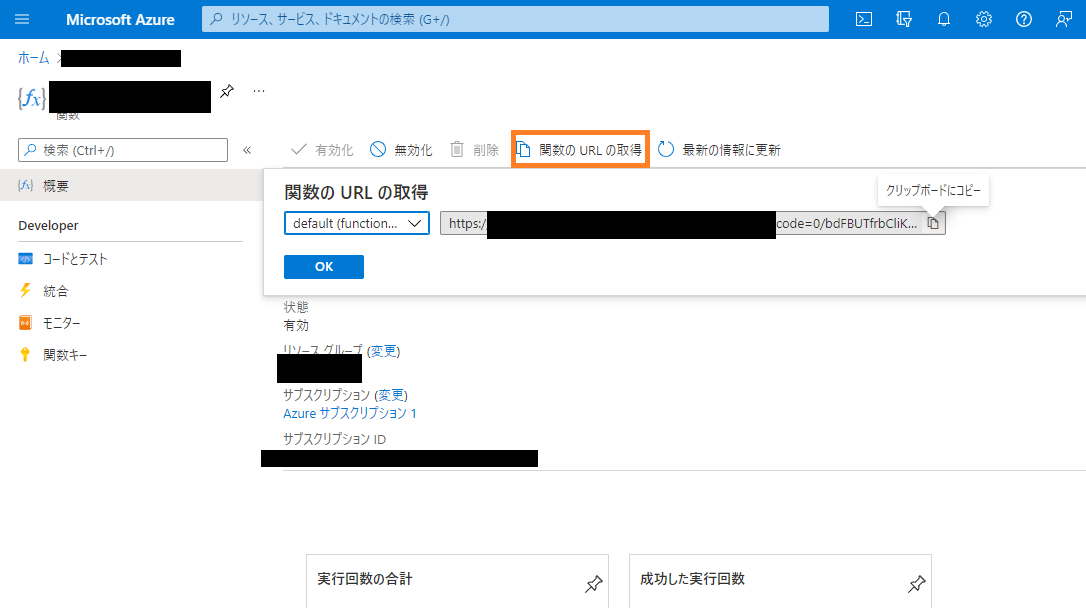 Microsoft Azure
リソース、サービス、ドキュメントの検索 (G+/)
ホーム >
{fx}
関数
検索 (Ctrl+/)
«
有効化
無効化
削除
関数の URL の取得
最新の情報に更新
概要
Developer
コードとテスト
統合
モニター
関数キー
関数の URL の取得
クリップボードにコピー
default (function...
https:/
code=0/bdFBUTfrbCliK...
OK
状態
有効
リソース グループ (変更)
サブスクリプション (変更)
Azure サブスクリプション 1
サブスクリプション ID
実行回数の合計
成功した実行回数